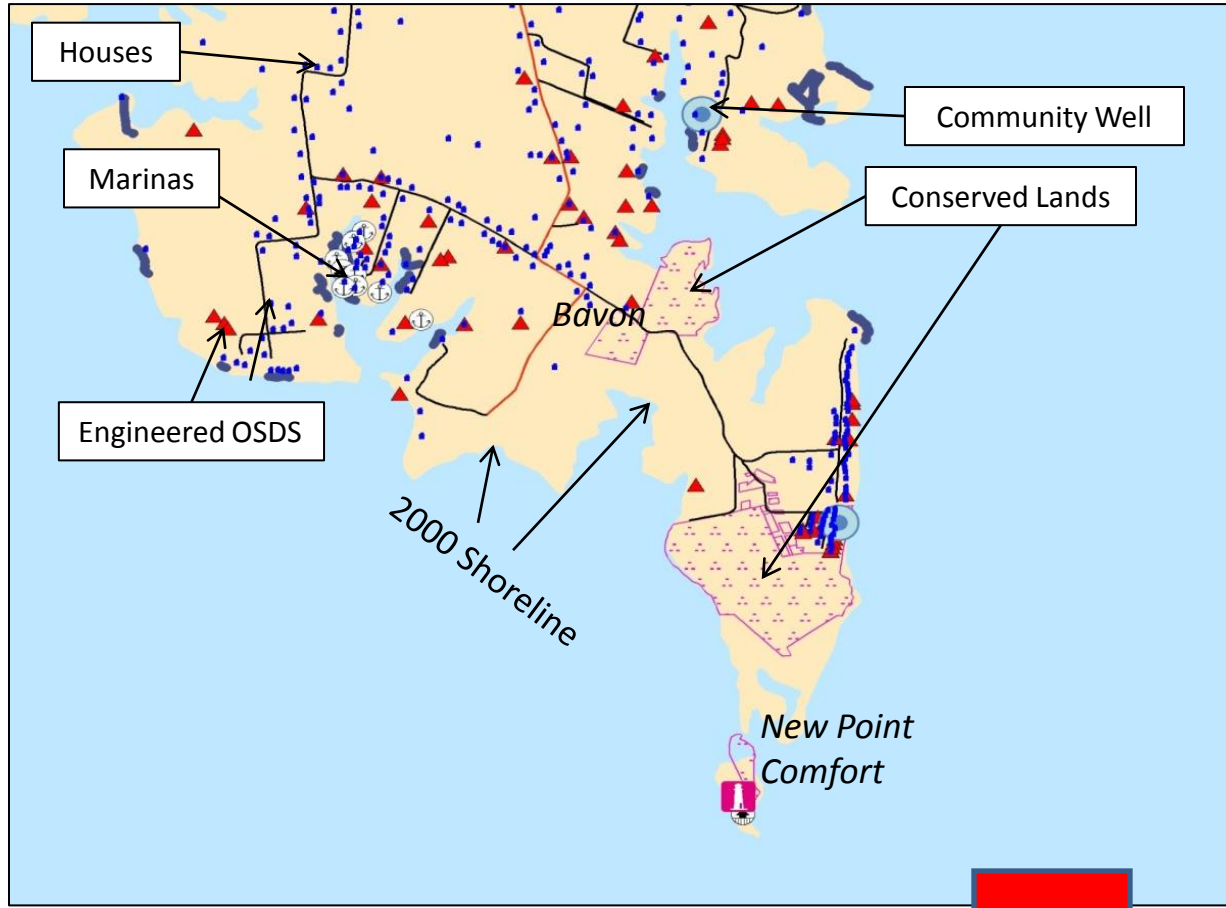 Houses
Community Well
Marinas
Conserved Lands
Bavon
Engineered OSDS
2000 Shoreline
New Point
Comfort